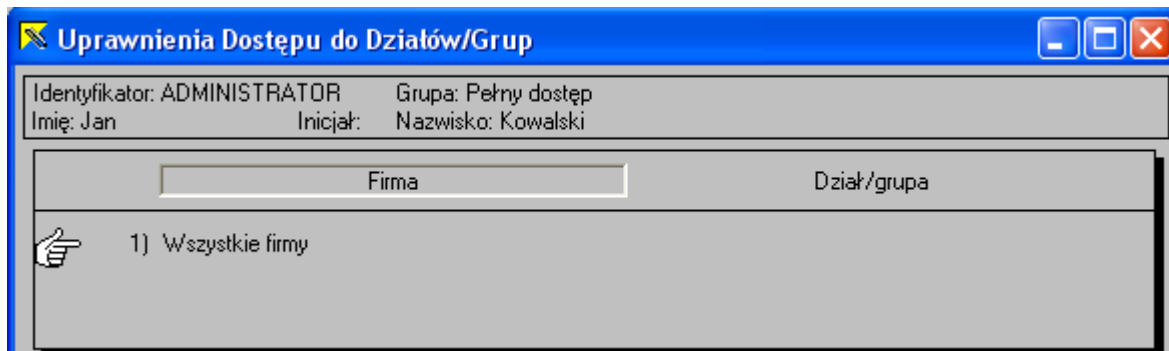 Uprawnienia Dostępu do Działów/Grup
Identyfikator: ADMINISTRATOR Grupa: Pełny dostęp
Imię: Jan Inicjał: Nazwisko: Kowalski
Firma Dział/grupa
1) Wszystkie firmy